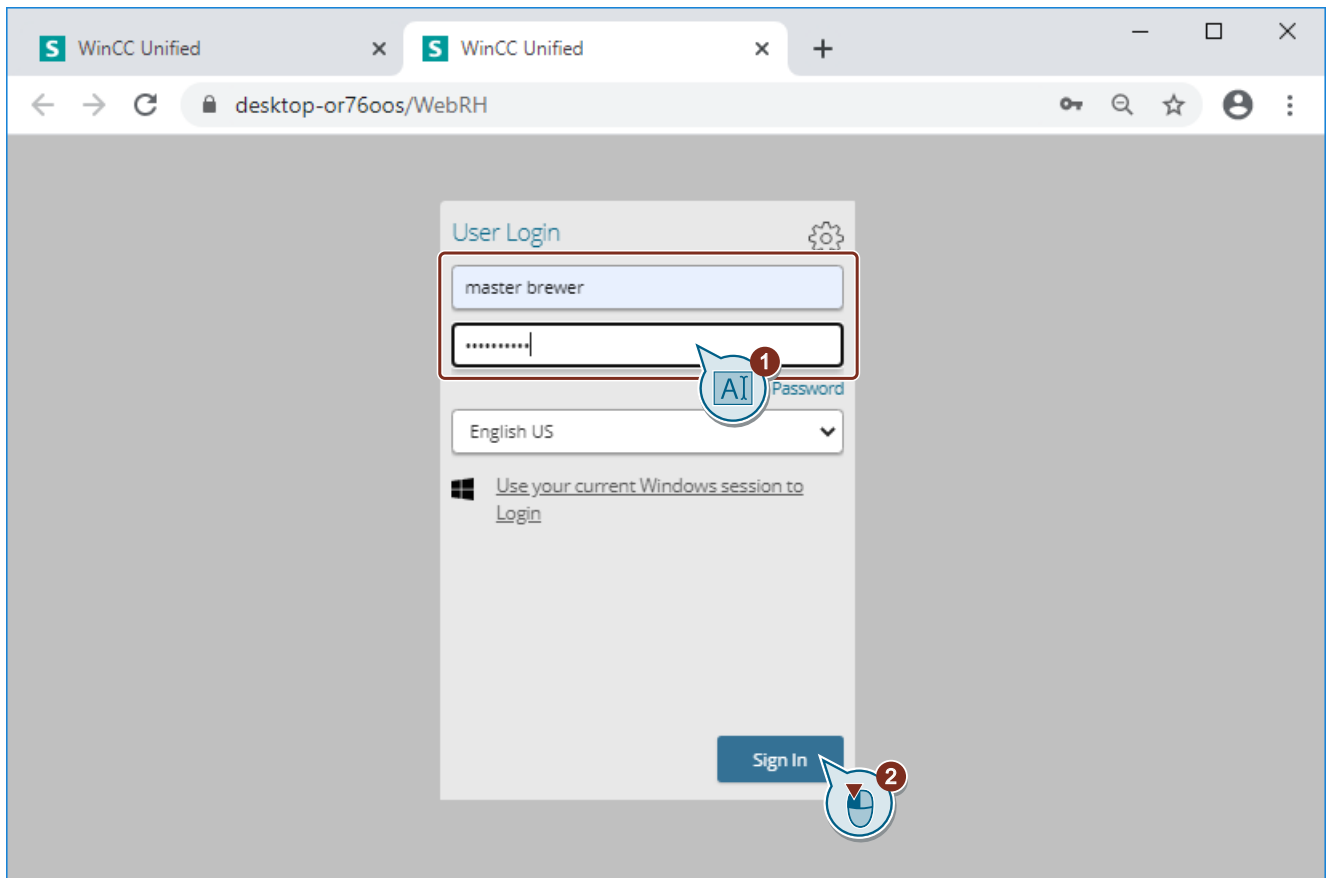 S WinCC Unified
S WinCC Unified
desktop-or76oos/WebRH
User Login
master brewer
••••••••••
1
AI
Password
English US
Use your current Windows session to
Login
Sign In
2